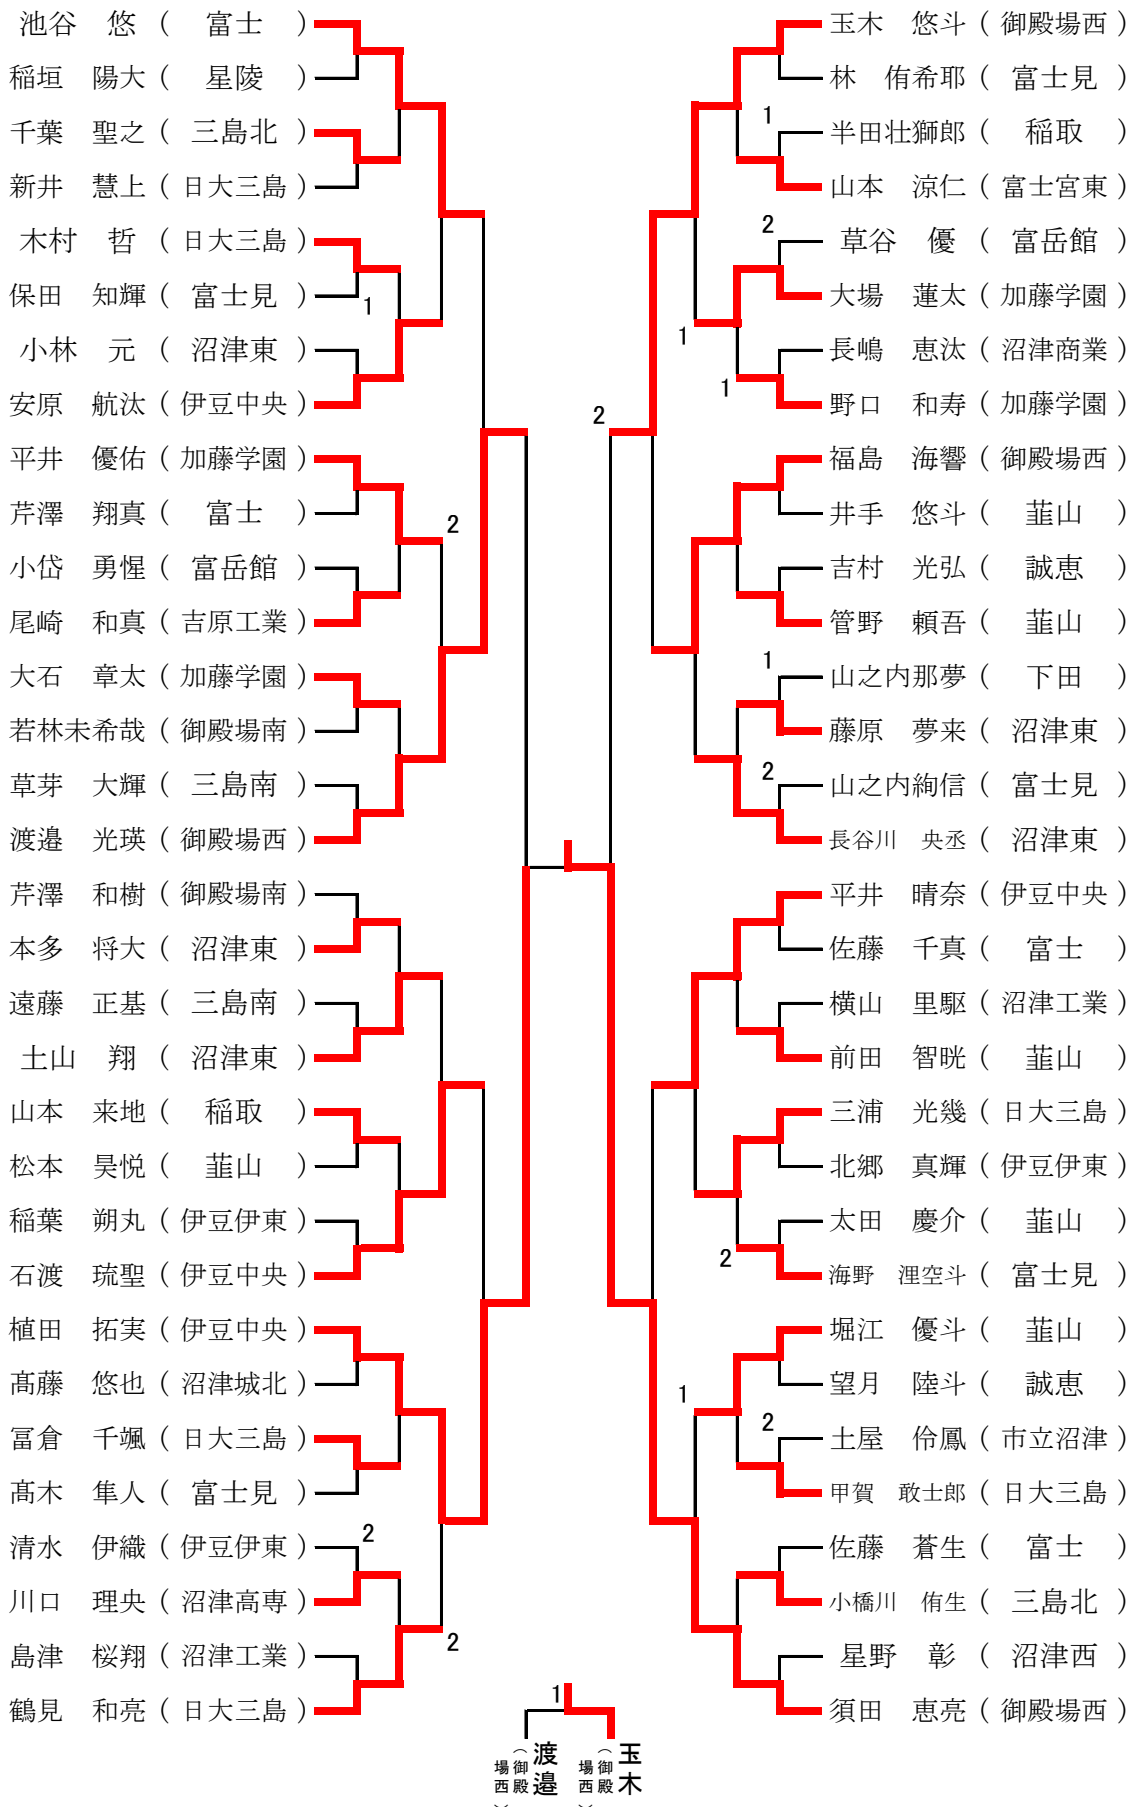 池谷　悠（　富士　）
稲垣　陽大（　星陵　）
千葉　聖之（ 三島北 ）
新井　慧上（日大三島）
木村　哲（日大三島）
保田　知輝（ 富士見 ）
1
小林　元（ 沼津東 ）
安原　航汰（伊豆中央）
平井　優佑（加藤学園）
芹澤　翔真（　富士　）
2
小岱　勇惺（ 富岳館 ）
尾崎　和真（吉原工業）
大石　章太（加藤学園）
若林未希哉（御殿場南）
草芽　大輝（ 三島南 ）
渡邉　光瑛（御殿場西）
芹澤　和樹（御殿場南）
本多　将大（ 沼津東 ）
遠藤　正基（ 三島南 ）
土山　翔（ 沼津東 ）
山本　来地（　稲取　）
松本　昊悦（　韮山　）
稲葉　朔丸（伊豆伊東）
石渡　琉聖（伊豆中央）
植田　拓実（伊豆中央）
髙藤　悠也（沼津城北）
冨倉　千颯（日大三島）
髙木　隼人（ 富士見 ）
清水　伊織（伊豆伊東）
2
川口　理央（沼津高専）
島津　桜翔（沼津工業）
2
鶴見　和亮（日大三島）
玉木　悠斗（御殿場西）
林　侑希耶（ 富士見 ）
1
半田壮獅郎（　稲取　）
山本　涼仁（富士宮東）
2
草谷　優（ 富岳館 ）
大場　蓮太（加藤学園）
1
長嶋　恵汰（沼津商業）
1
野口　和寿（加藤学園）
2
福島　海響（御殿場西）
井手　悠斗（　韮山　）
吉村　光弘（　誠恵　）
管野　頼吾（　韮山　）
1
山之内那夢（　下田　）
藤原　夢来（ 沼津東 ）
2
山之内絢信（ 富士見 ）
長谷川　央丞（ 沼津東 ）
平井　晴奈（伊豆中央）
佐藤　千真（　富士　）
横山　里駆（沼津工業）
前田　智晄（　韮山　）
三浦　光幾（日大三島）
北郷　真輝（伊豆伊東）
太田　慶介（　韮山　）
2
海野　浬空斗（ 富士見 ）
堀江　優斗（　韮山　）
望月　陸斗（　誠恵　）
1
2
土屋　伶鳳（市立沼津）
甲賀　敢士郎（日大三島）
佐藤　蒼生（　富士　）
小橋川　侑生（ 三島北 ）
星野　彰（ 沼津西 ）
須田　恵亮（御殿場西）
1
渡邉
（御殿場西）
玉木
（御殿場西）